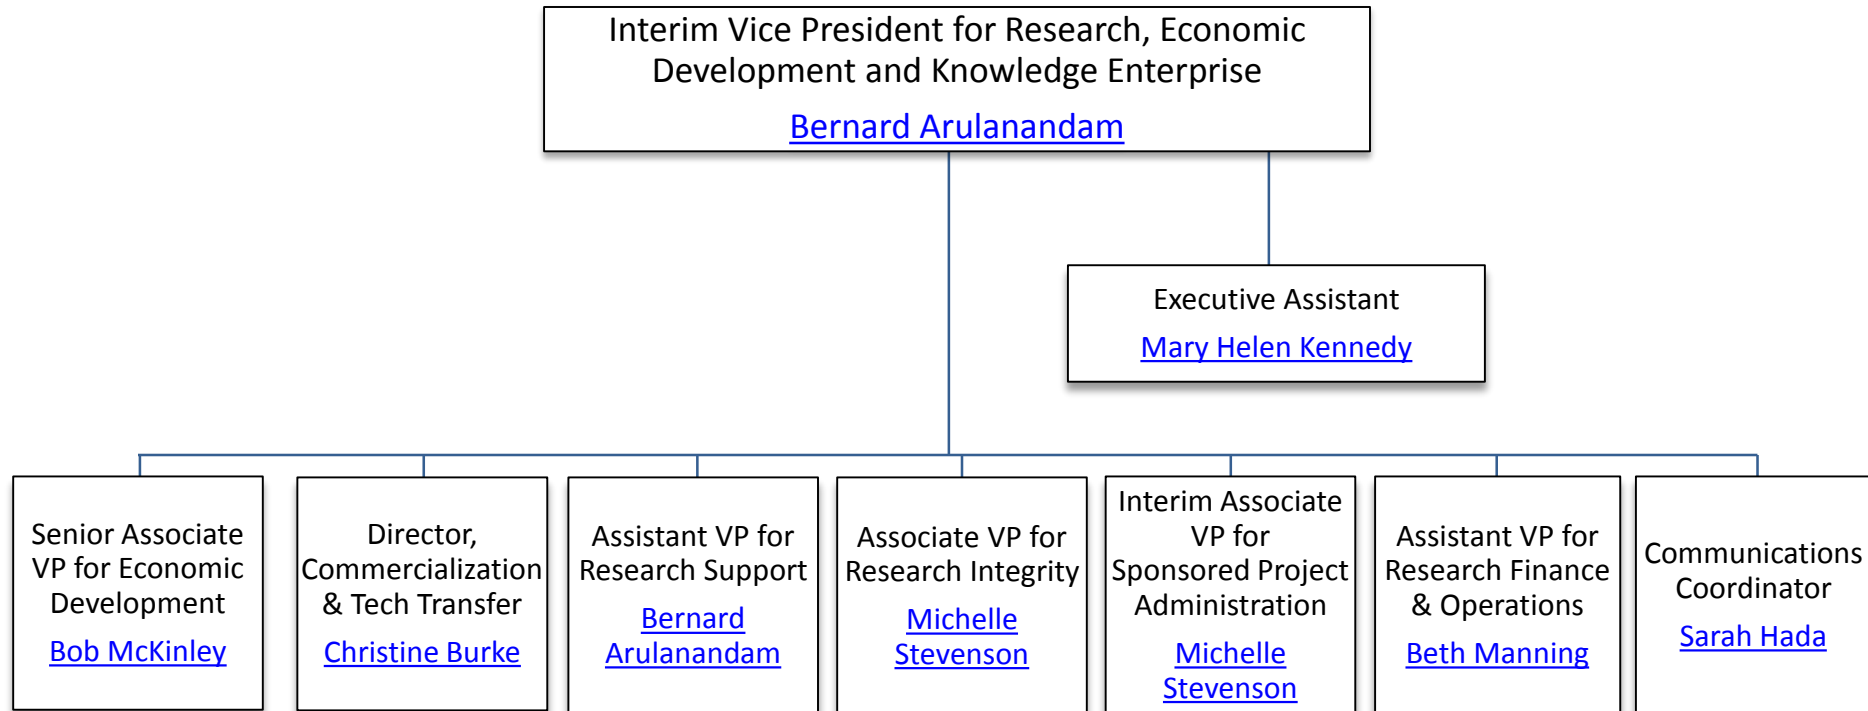 Interim Vice President for Research, Economic
Development and Knowledge Enterprise
Bernard Arulanandam
Executive Assistant
Mary Helen Kennedy
Senior Associate
VP for Economic
Development
Bob McKinley
Director,
Commercialization
& Tech Transfer
Christine Burke
Assistant VP for
Research Support
Bernard
Arulanandam
Associate VP for
Research Integrity
Michelle
Stevenson
Interim Associate
VP for
Sponsored Project
Administration
Michelle
Stevenson
Assistant VP for
Research Finance
& Operations
Beth Manning
Communications
Coordinator
Sarah Hada